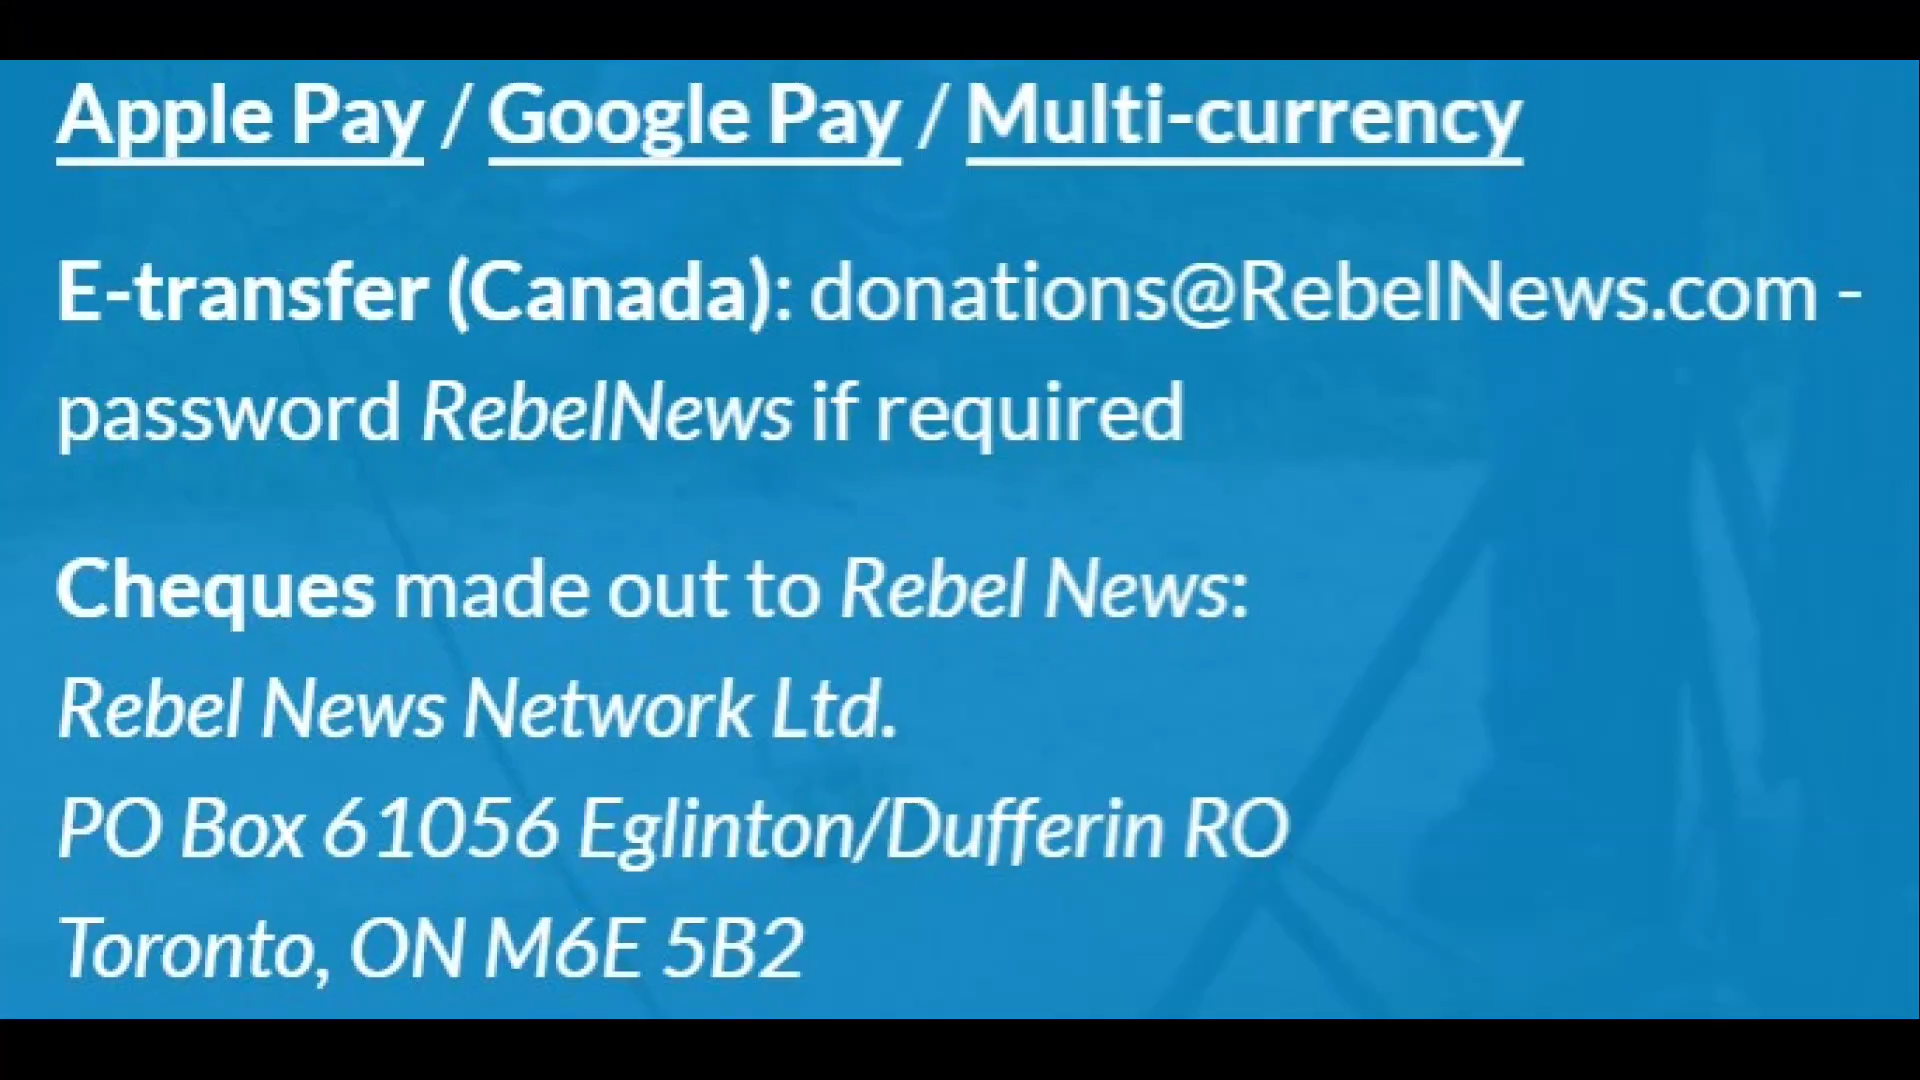 Apple Pay / Google Pay / Multi-currency
E-transfer (Canada): donations@RebelNews.com -
password RebelNews if required
Cheques made out to Rebel News:
Rebel News Network Ltd.
PO Box 61056 Eglinton/Dufferin RO
Toronto, ON M6E 5B2